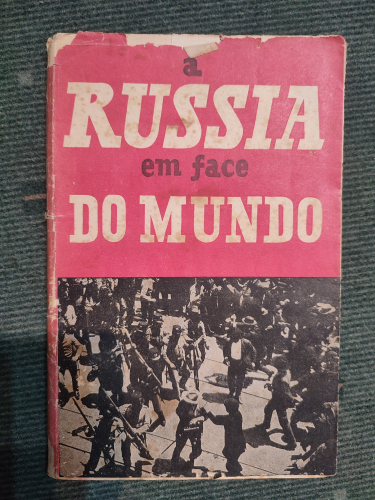 a
RUSSIA
em face
DO MUNDO